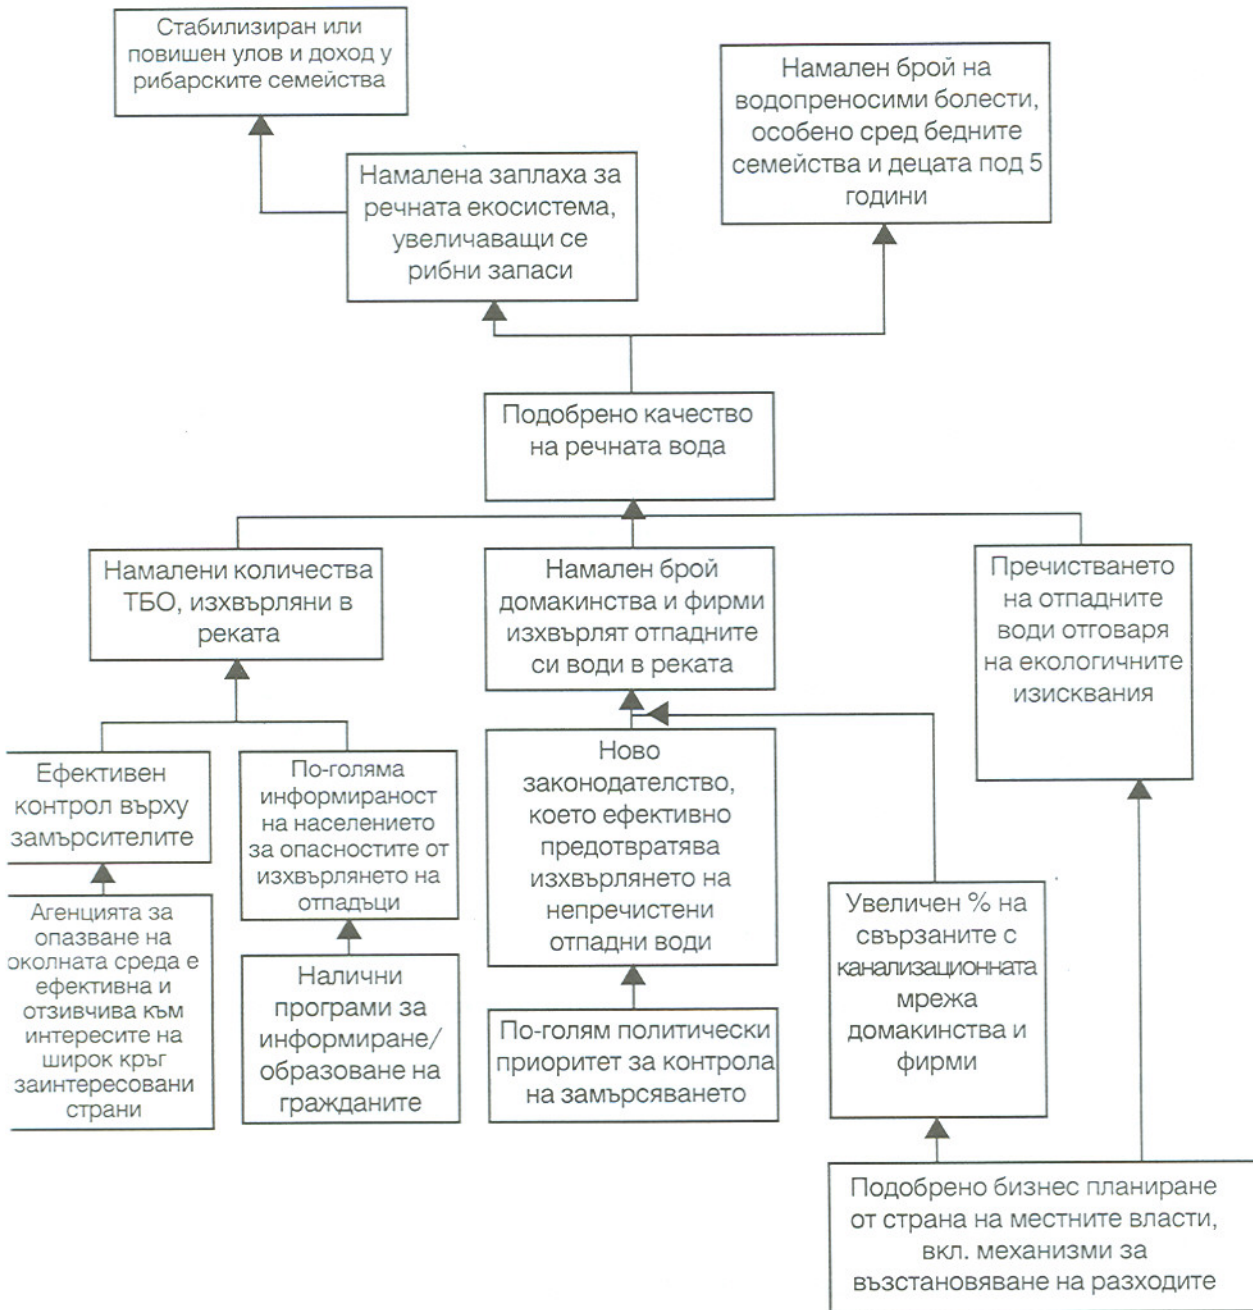 Стабилизиран или
повишен улов и доход у
рибарските семейства
Намален брой на
водопреносими болести,
особено сред бедните
семейства и децата под 5
години
Намалена заплаха за
речната екосистема,
увеличаващи се
рибни запаси
Подобрено качество
на речната вода
Намалени количества
ТБО, изхвърляни в
реката
Намален брой
домакинства и фирми
изхвърлят отпадните
си води в реката
Пречистването
на отпадните
води отговаря
на екологичните
изисквания
Ефективен
контрол върху
замърсителите
По-голяма
информираност
на населението
за опасностите от
изхвърлянето на
отпадъци
Ново
законодателство,
което ефективно
предотвратява
изхвърлянето на
непречистени
отпадни води
Увеличен % на
свързаните с
канализационната
мрежа
домакинства и
фирми
Агенцията за
опазване на
околната среда е
ефективна и
отзивчива към
интересите на
широк кръг
заинтересовани
страни
Налични
програми за
информиране/
образоване на
гражданите
По-голям политически
приоритет за контрола
на замърсяването
Подобрено бизнес планиране
от страна на местните власти,
вкл. механизми за
възстановяване на разходите